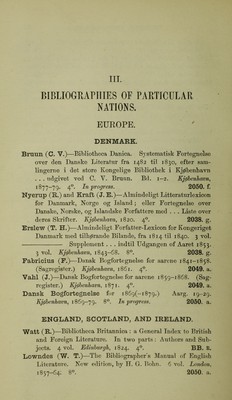 III.
BIBLIOGRAPHIES OF PARTICULAR
NATIONS.
EUROPE.
DENMARK.
Bruun (C. V.)—Bibliotheca Danica. Systematisk Fortegnelse
over den Danske Literatur fra 1482 til 1830, efter sam-
lingerne i det store Kongelige Bibliothek i Kjøbenhavn
. . . udgivet ved C. V. Bruun. Bd. 1-2. Kjøbenhavn,
1877-79. 4°. In progress. 2050. f
Nyerup (R.) and Kraft (J. E.)—Almindeligt Litteraturlexicon
for Danmark, Norge og Island; eller Fortegnelse over
Danske, Norske, og Islandske Forfattere med . . . Liste over
deres Skrifter. Kjøbenhavn, 1820. 4°. 2038. g.
Erslew (T. H.)—Almindeligt Forfatter-Lexicon for Kongeriget
Danmark med tilhørende Bilande, fra 1814 til 1840. 3 vol.
Supplement . . . indtil Udgangen af Aaret 1853.
3 vol. Kjøbenhavn, 1843-68. 8°. 2038. g.
Fabricius (F.)—Dansk Bogfortegnelse for aarene 1841-1858.
(Sagregister.) Kjøbenhavn, 1861. 4°. 2049. a.
Vahl (J.)—Dansk Bogfortegnelse for aarene 1859-1868. (Sag-
register.) Kjøbenhavn, 1871. 4°. 2049. a.
Dansk Bogfortegnelse for 1869(-1879.) Aarg. 19-29.
Kjøbenhavn, 1869-79. 8°. In progress. 2050. a.
ENGLAND, SCOTLAND, AND IRELAND.
Watt (R.)—Bibliotheca Britannica: a General Index to British
and Foreign Literature. In two parts: Authors and Sub-
jects. 4 vol. Edinburgh, 1824. 4°. BB. s.
Lowndes (W. T.)—The Bibliographer's Manual of English
Literature. New edition, by H. G. Bohn. 6 vol. London,
1857-64. 8°. 2050. a.